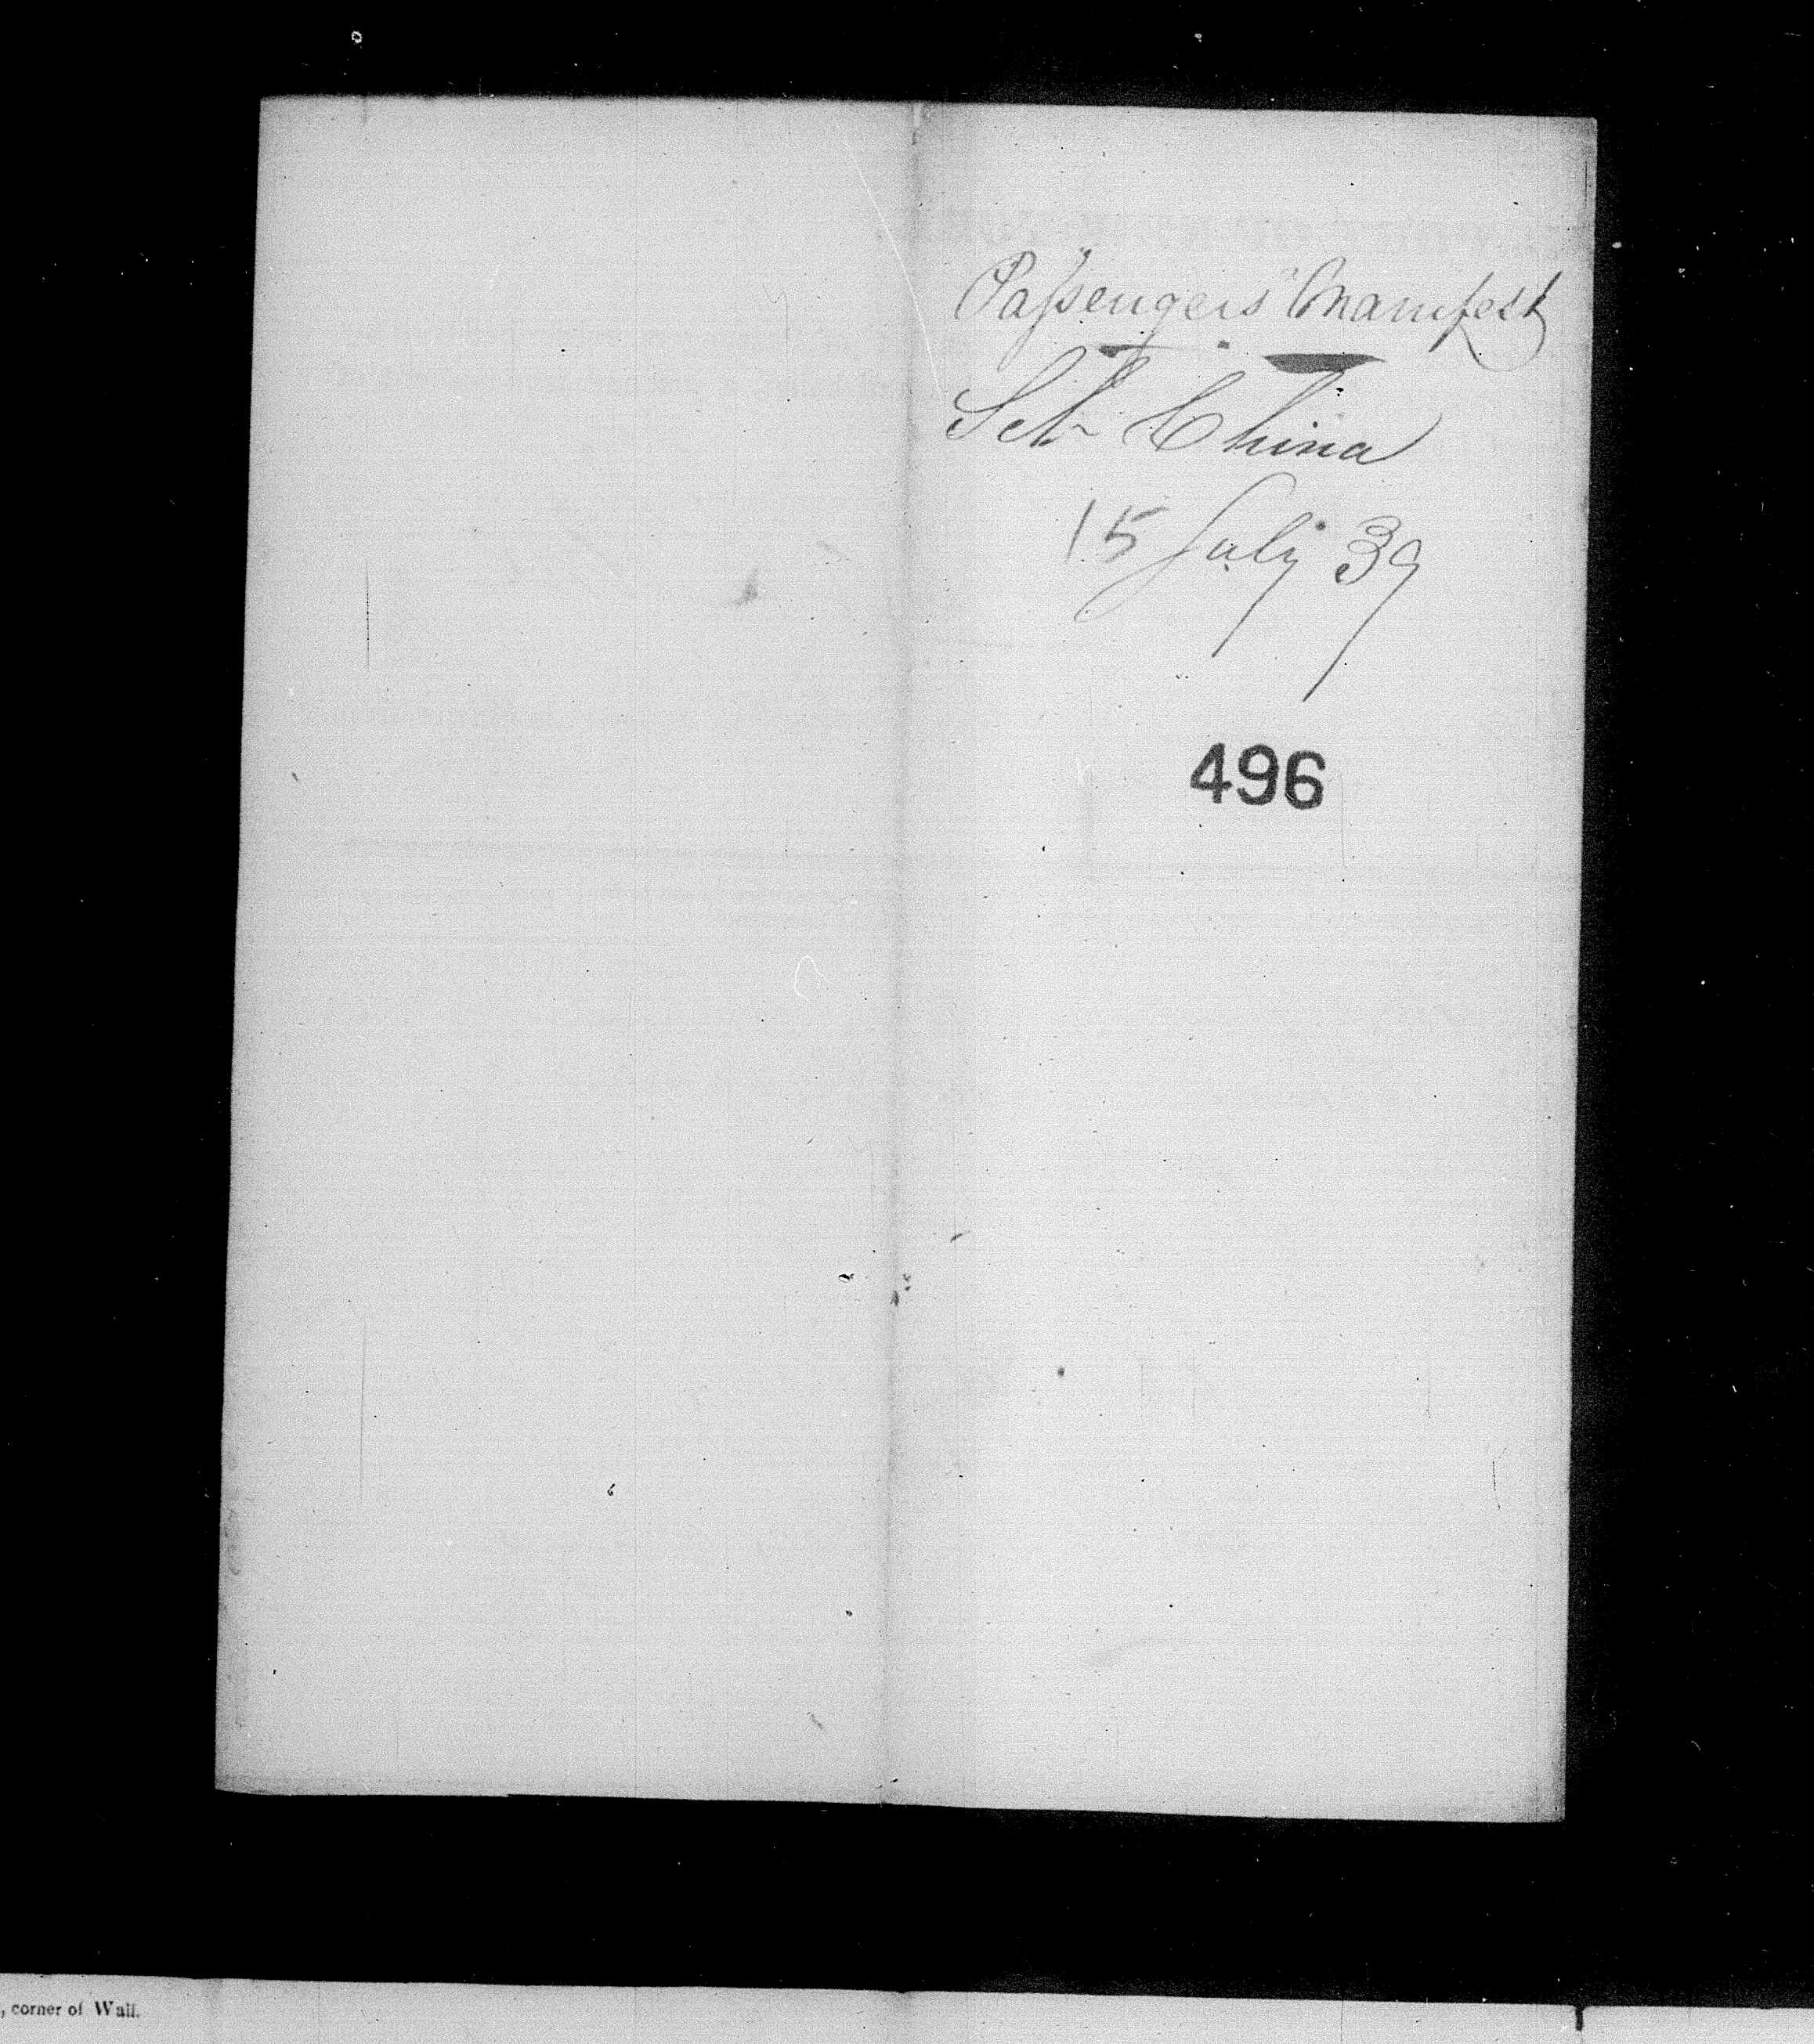 Passengers Manifest
Sch China
15 July 39
496
, corner of Wall.